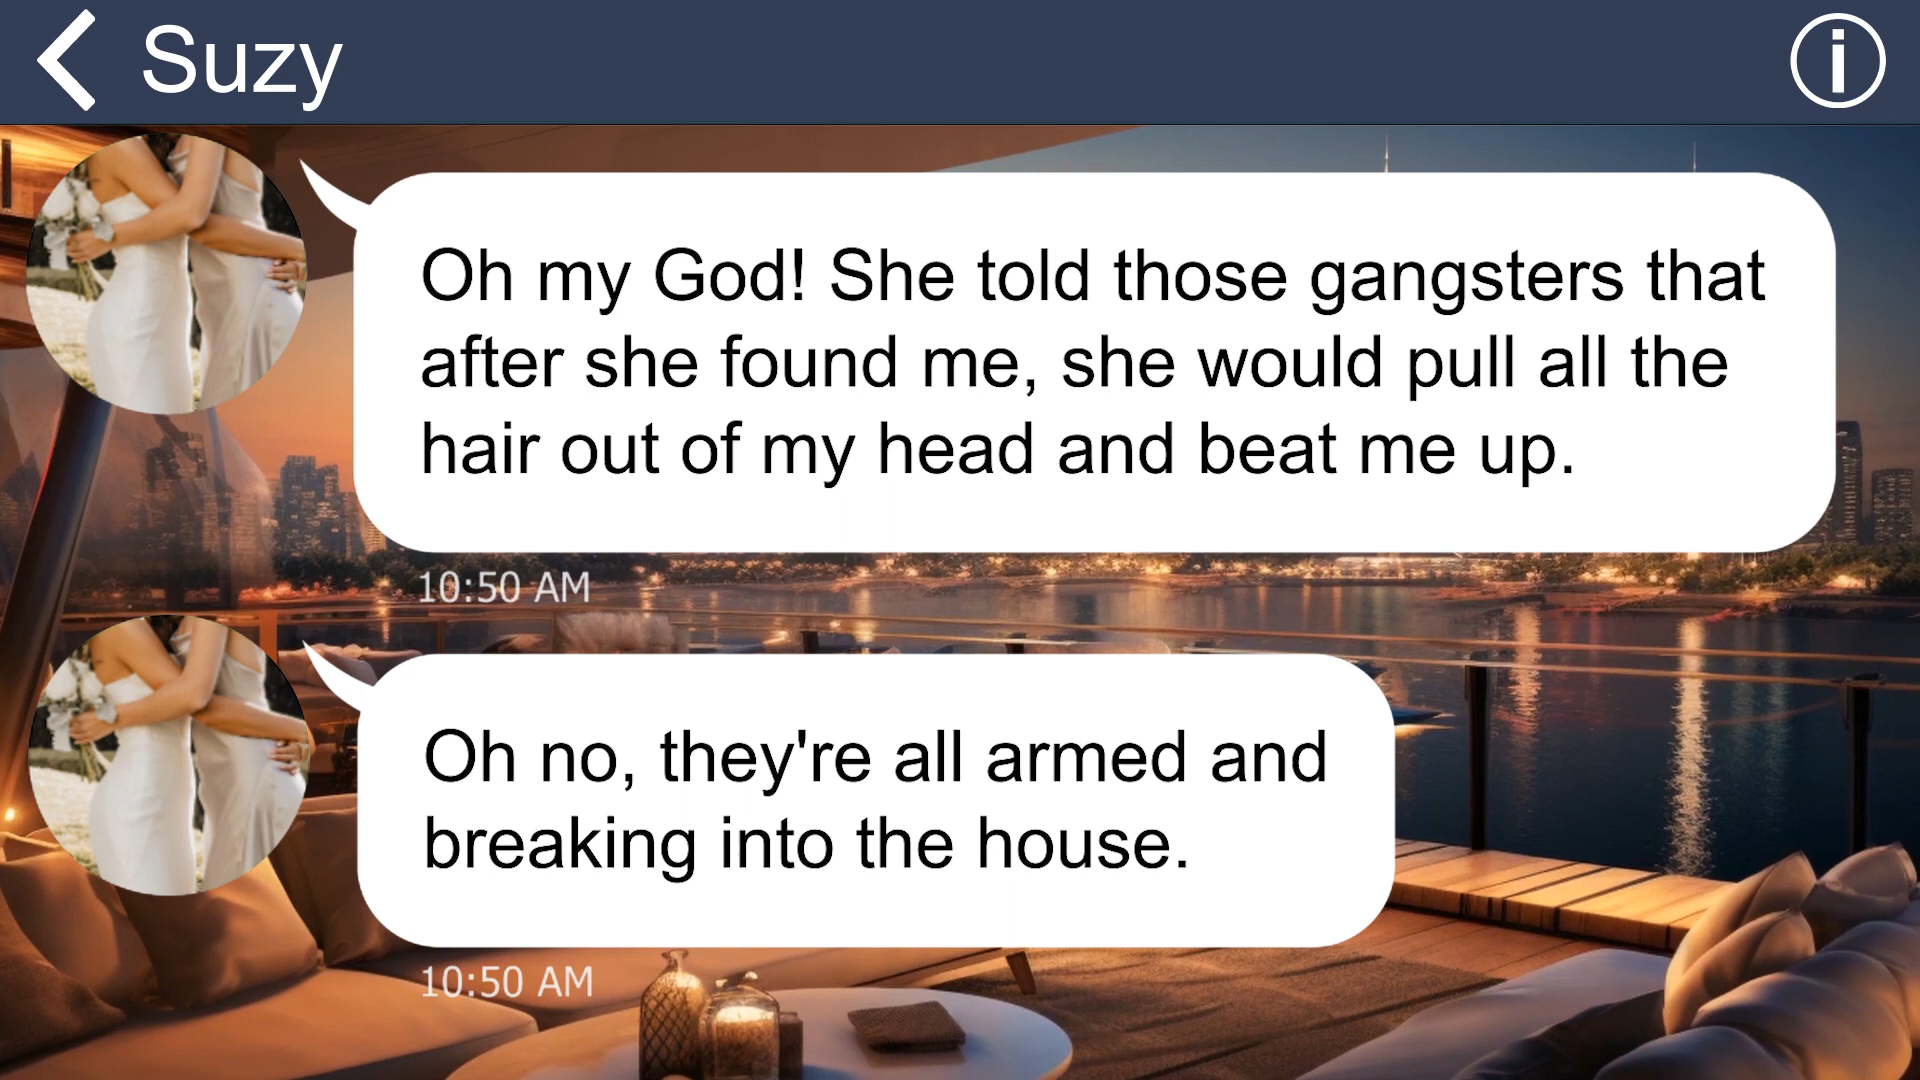 Suzy
Oh my God! She told those gangsters that
after she found me, she would pull all the
hair out of my head and beat me up.
10:50 AM
Oh no, they're all armed and
breaking into the house.
10:50 AM